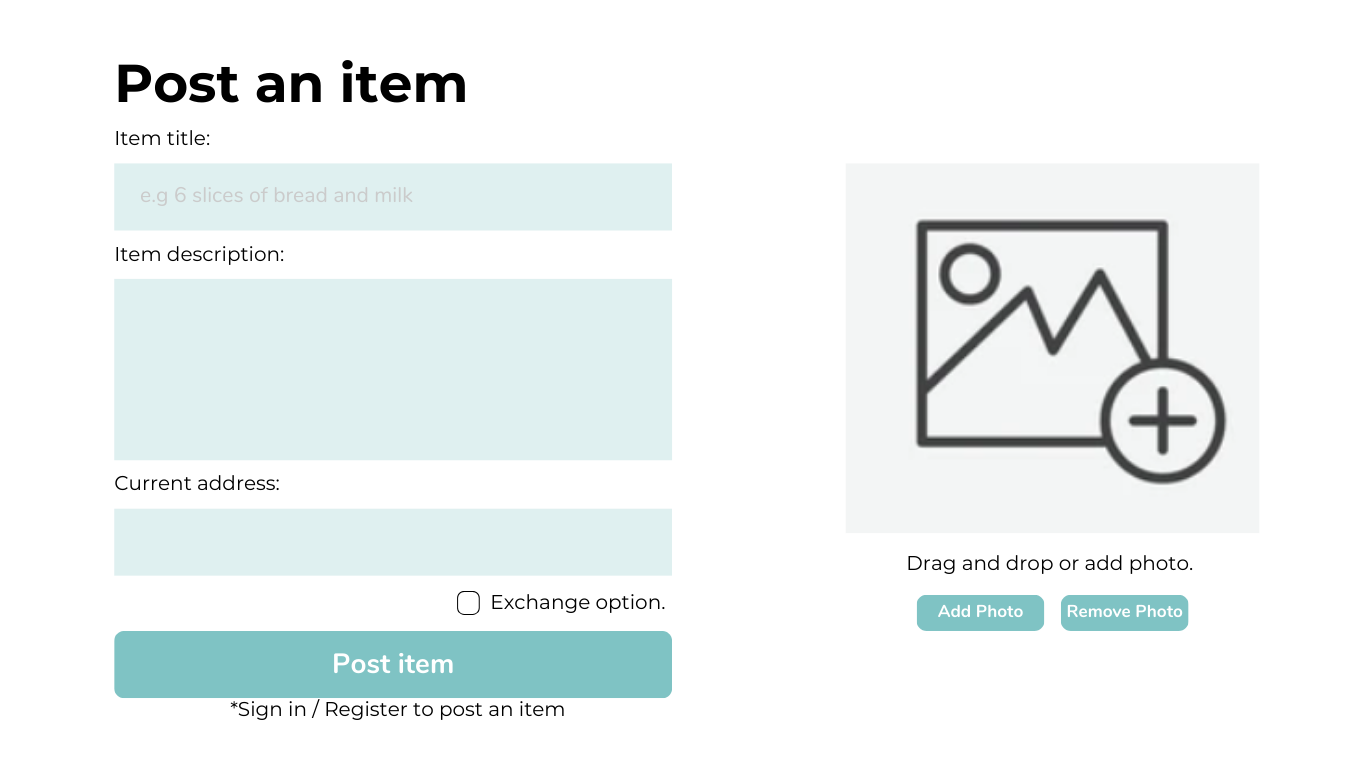 Post an item
Item title:
e.g 6 slices of bread and milk
Item description:
Current address:
Exchange option.
Post item
*Sign in / Register to post an item
Drag and drop or add photo.
Add Photo
Remove Photo